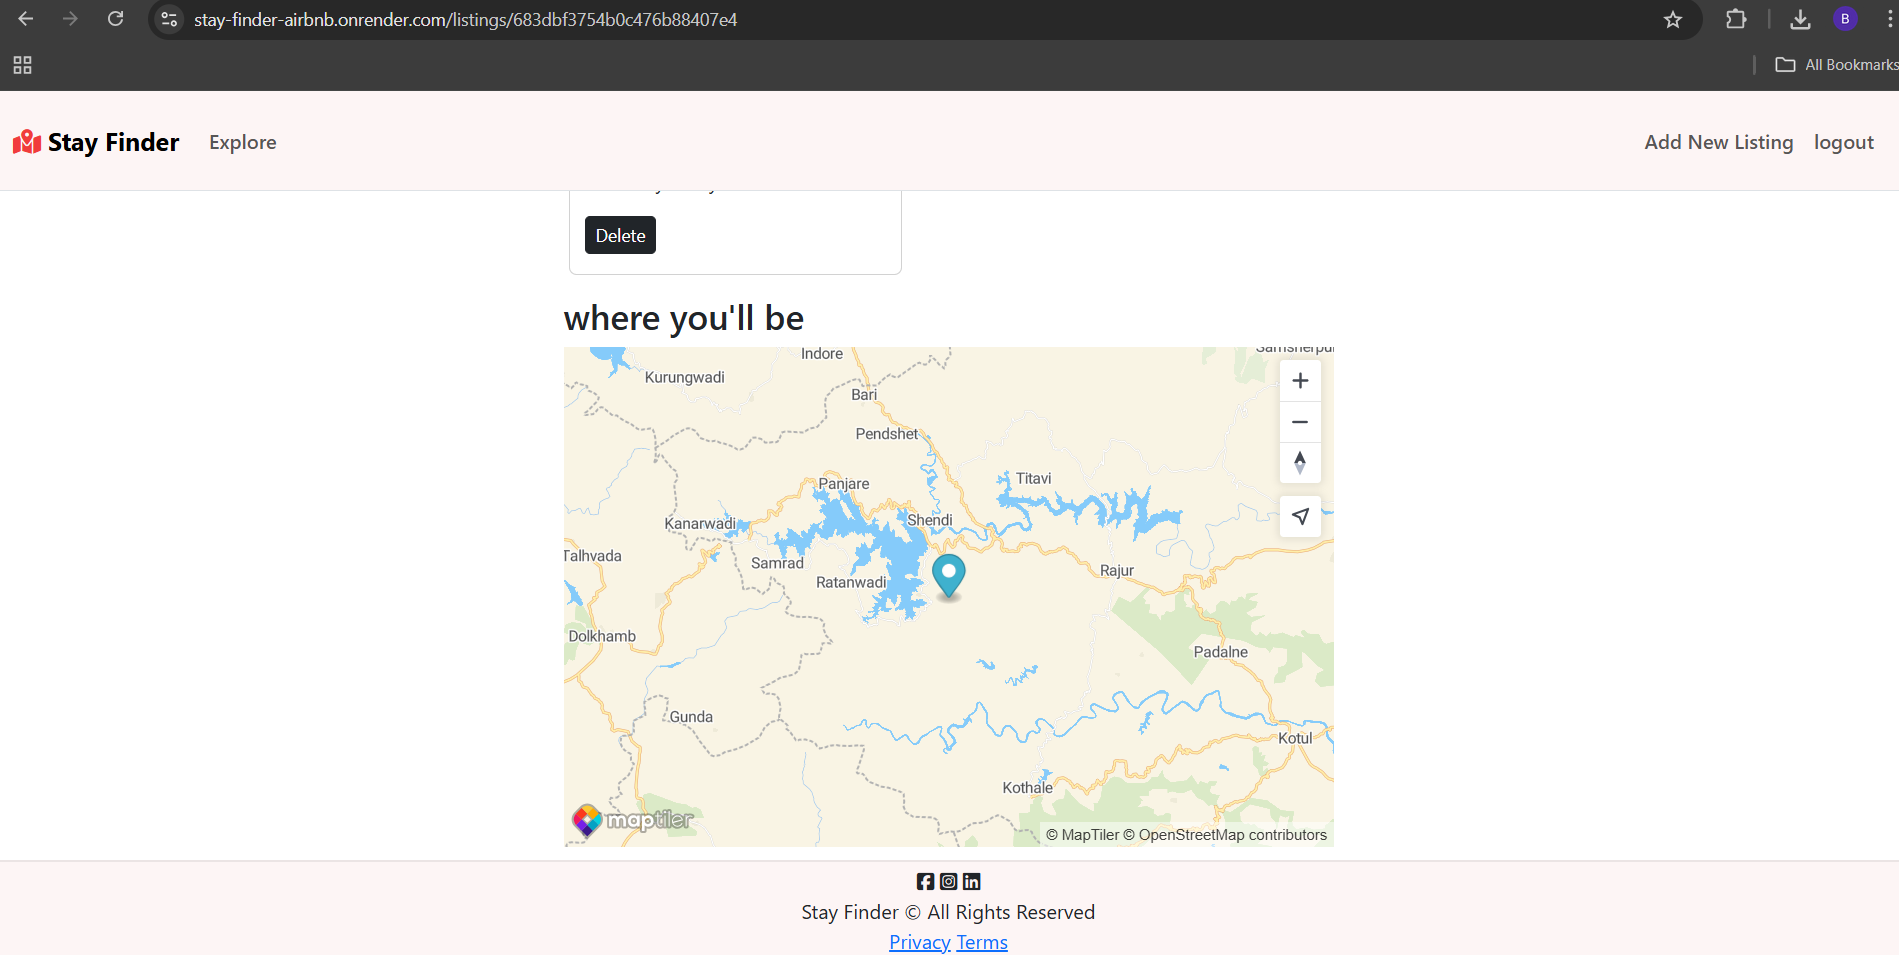 stay-finder-airbnb.onrender.com/listings/683dbf3754b0c476b88407e4
B
All Bookmarks
Stay Finder
Explore
Add New Listing
logout
Delete
where you'll be
Indore
Kurungwadi
Bari
Pendshet
Titavi
Panjare
Shendi
Kanarwadi
Talhvada
Samrad
Ratanwadi
Rajur
Dolkhamb
Padalne
Gunda
Kotul
Kothale
maptiler
© MapTiler © OpenStreetMap contributors
Stay Finder © All Rights Reserved
Privacy Terms